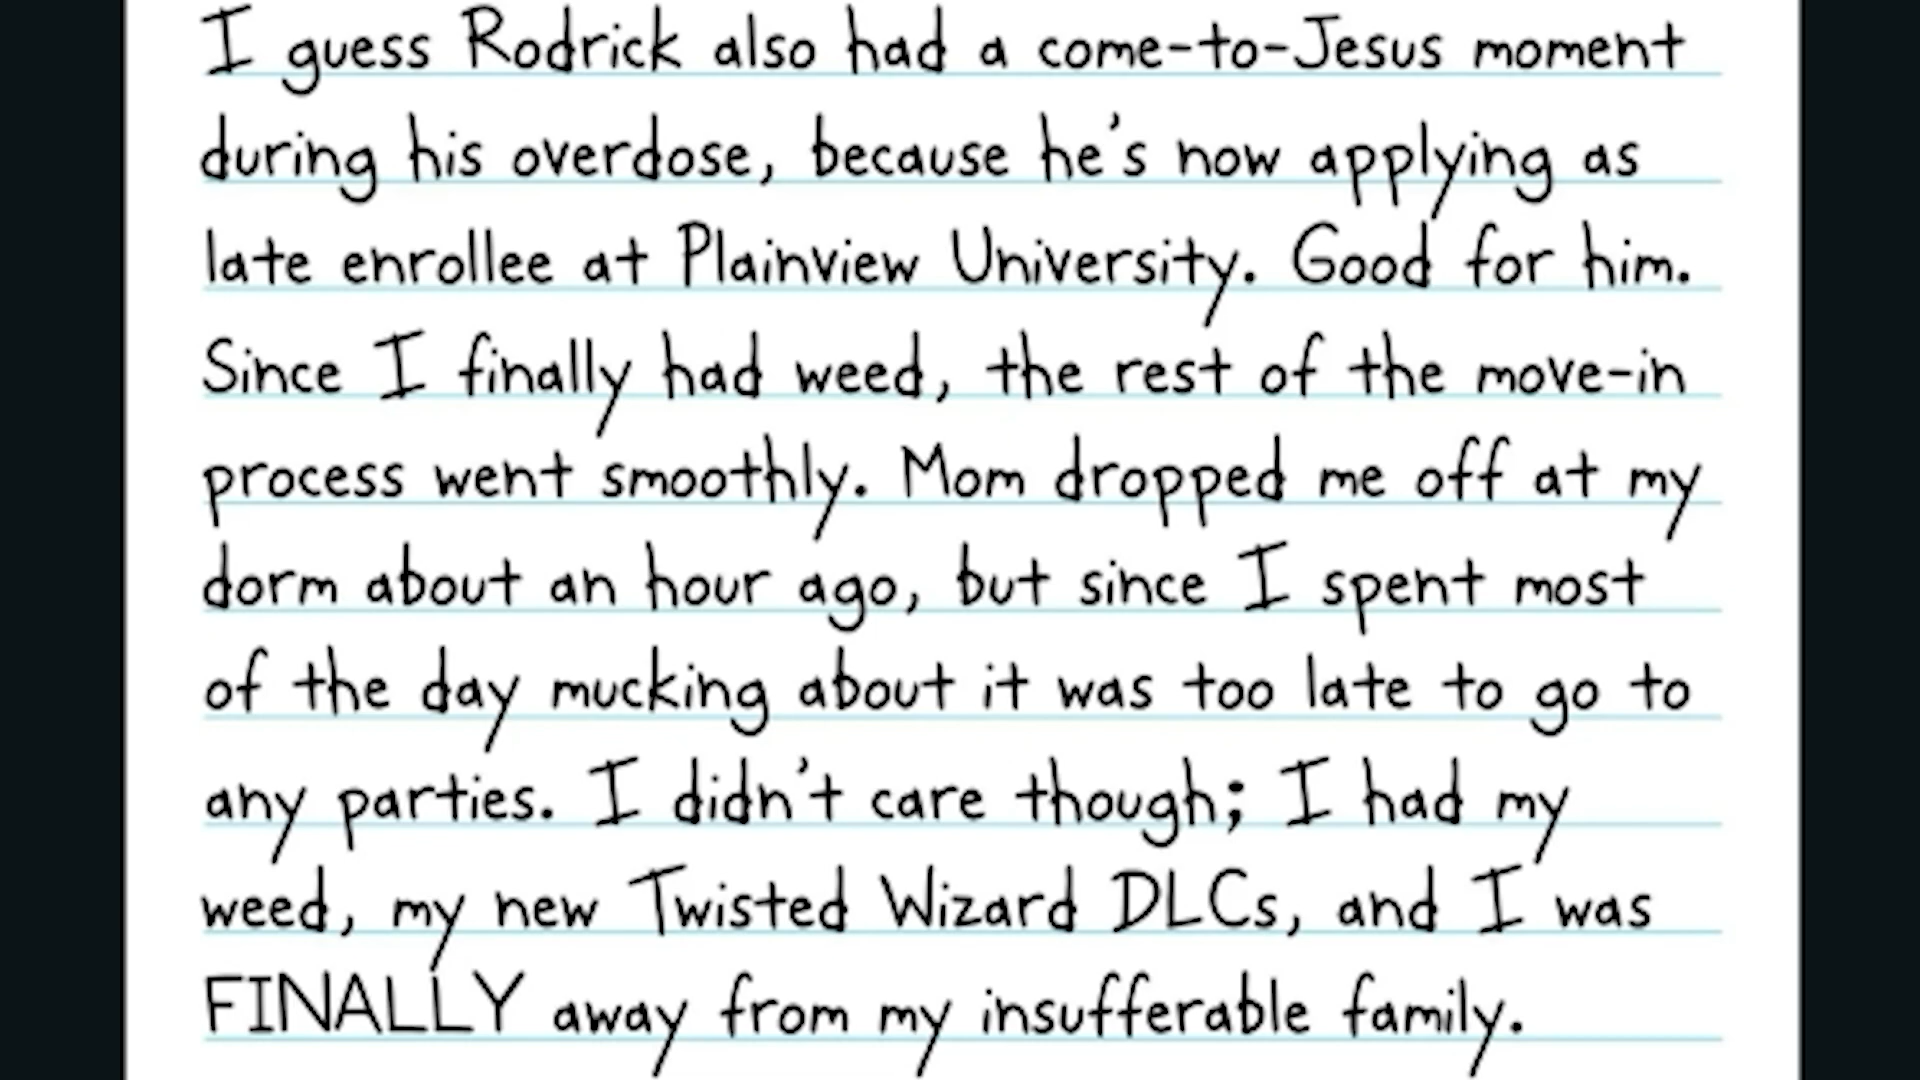 I guess Rodrick also had a come-to-Jesus moment
during his overdose, because he's now applying as
late enrollee at Plainview University. Good for him.
Since I finally had weed, the rest of the move-in
process went smoothly. Mom dropped me off at my
dorm about an hour ago, but since I spent most
of the day mucking about it was too late to go to
any parties. I didn't care though; I had my
weed, my new Twisted Wizard DLCs, and I was
FINALLY away from my insufferable family.